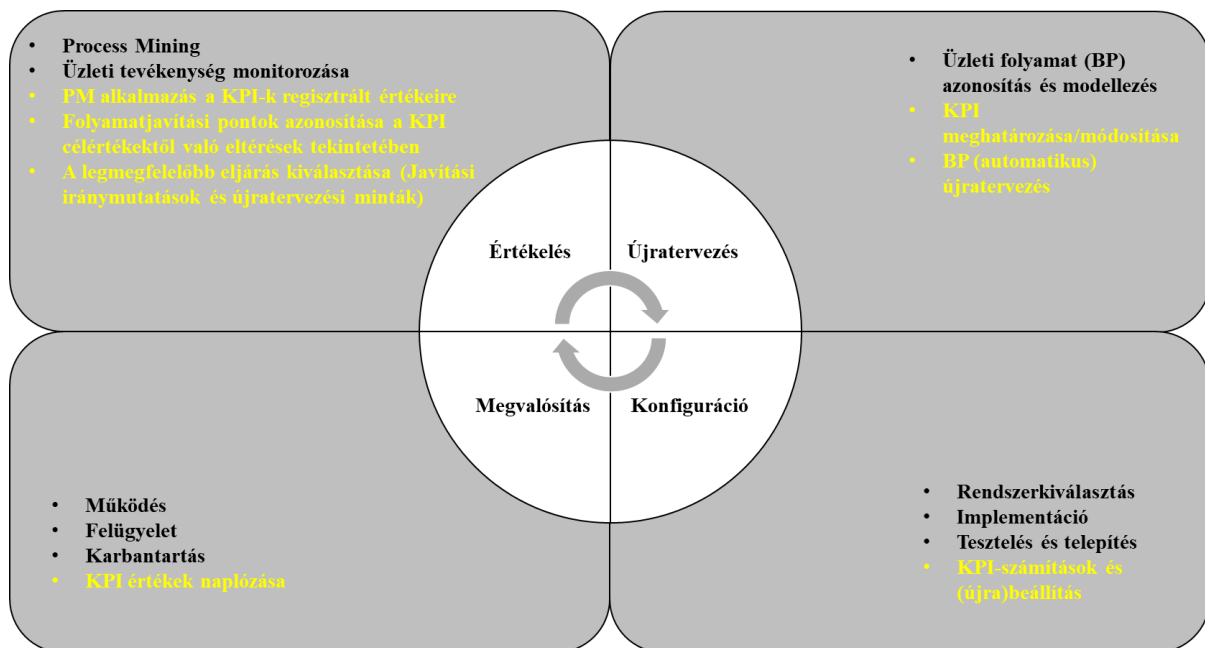 • Process Mining
• Üzleti tevékenység monitorozása
• PM alkalmazás a KPI-k regisztrált értékeire
• Folyamatjavítási pontok azonosítása a KPI
célértékektől való eltérések tekintetében
• A legmegfelelőbb eljárás kiválasztása (Javítási
iránymutatások és újratervezési minták)
• Üzleti folyamat (BP)
azonosítás és modellezés
• KPI
meghatározása/módosítása
• BP (automatikus)
újratervezés
Értékelés
Újratervezés
Megvalósítás
Konfiguráció
• Működés
• Felügyelet
• Karbantartás
• KPI értékek naplózása
• Rendszerkiválasztás
• Implementáció
• Tesztelés és telepítés
• KPI-számítások és
(újra)beállítás